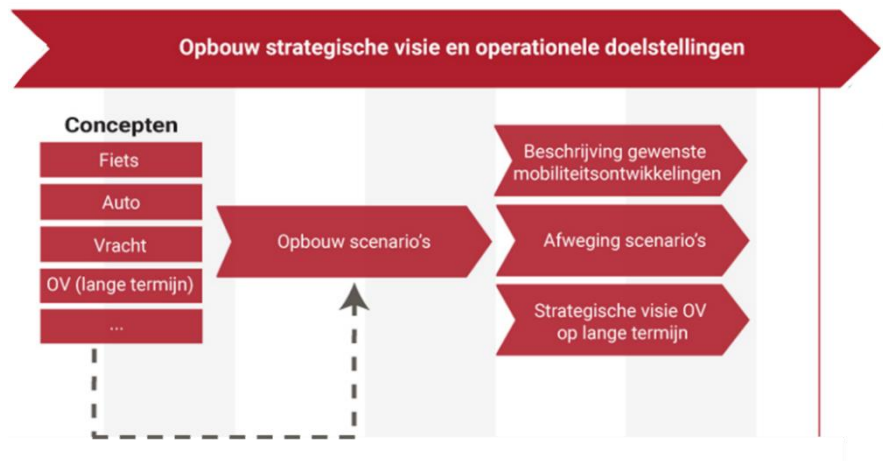 Opbouw strategische visie en operationele doelstellingen
Concepten
Fiets
Auto
Vracht
OV (lange termijn)
...
Opbouw scenario's
Beschrijving gewenste
mobiliteitsontwikkelingen
Afweging scenario's
Strategische visie OV
op lange termijn